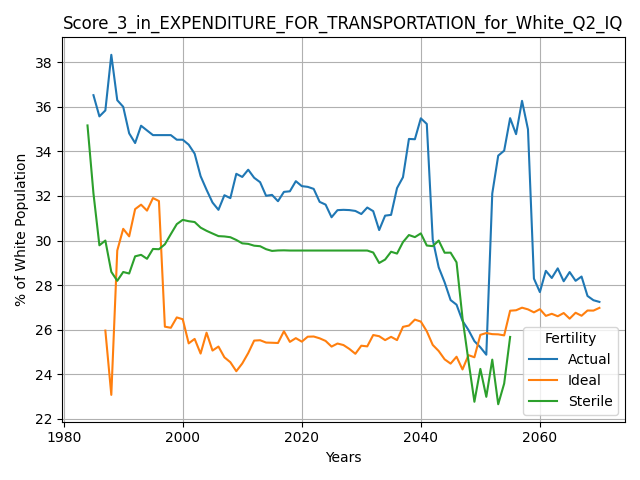 Score_3_in_EXPENDITURE_FOR_TRANSPORTATION_for_White_Q2_IQ
% of White Population
38
36
34
32
30
28
26
24
22
1980 2000 2020 2040 2060
Years
Fertility
Actual
Ideal
Sterile